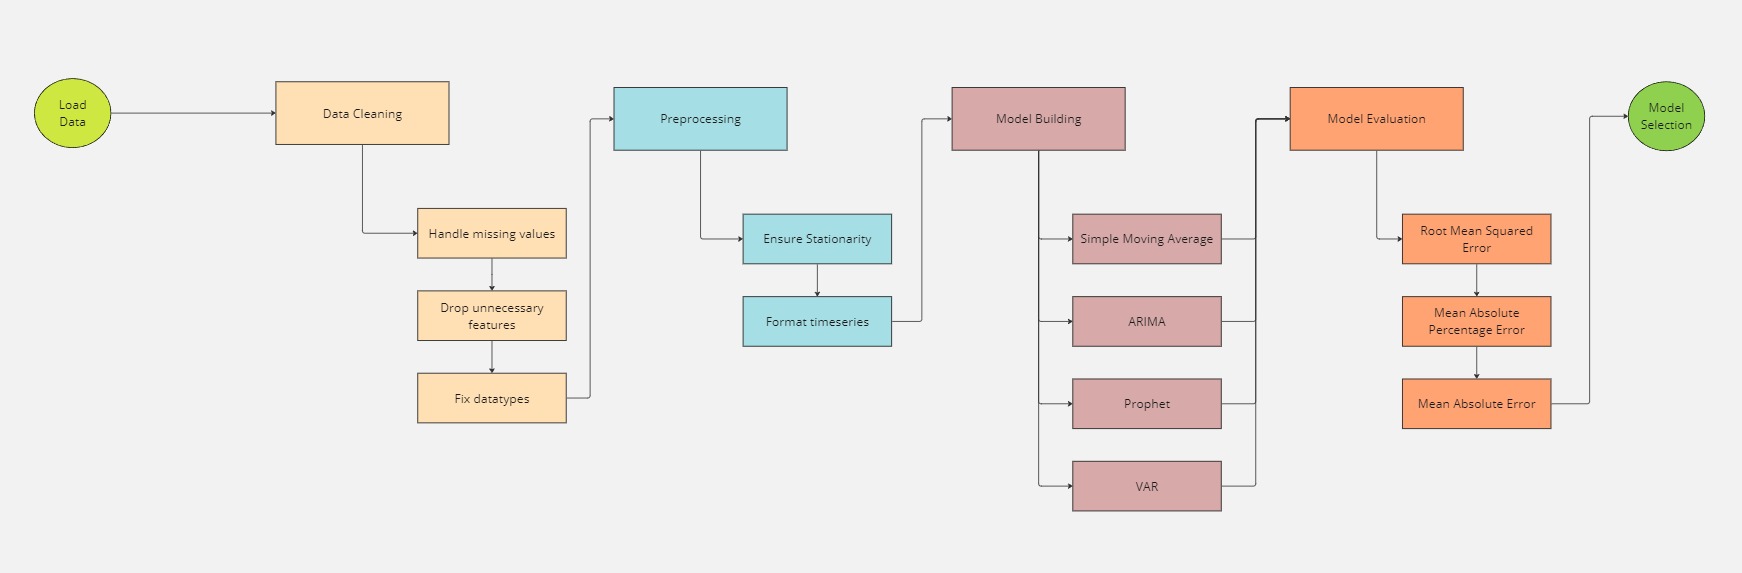 Load
Data
Data Cleaning
Handle missing values
Drop unnecessary
features
Fix datatypes
Preprocessing
Ensure Stationarity
Format timeseries
Model Building
Simple Moving Average
ARIMA
Prophet
VAR
Model Evaluation
Root Mean Squared
Error
Mean Absolute
Percentage Error
Mean Absolute Error
Model
Selection